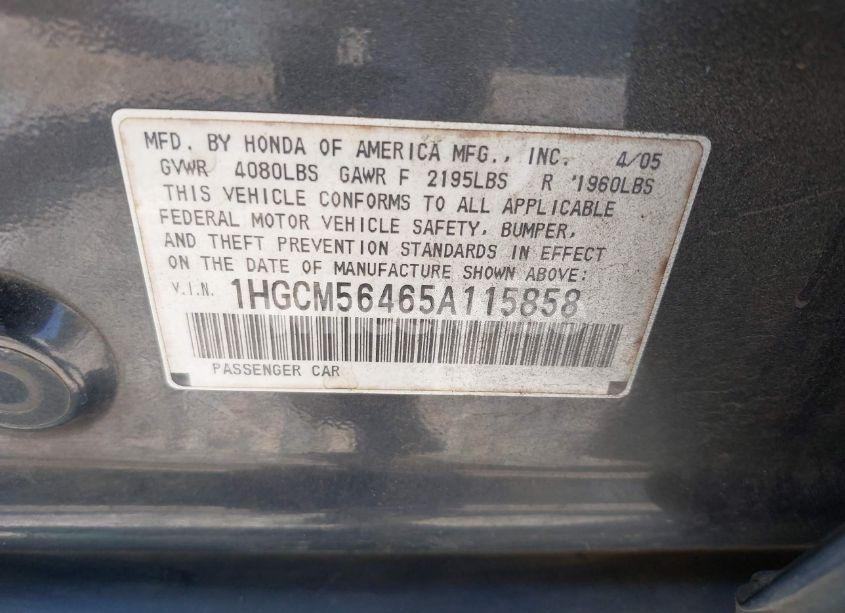 MFD. BY HONDA OF AMERICA MFG., INC. 4/05
GVWR 4080LBS GAWR F 2195LBS R 1960LBS
THIS VEHICLE CONFORMS TO ALL APPLICABLE
FEDERAL MOTOR VEHICLE SAFETY, BUMPER,
AND THEFT PREVENTION STANDARDS IN EFFECT
ON THE DATE OF MANUFACTURE SHOWN ABOVE:
V.I.N. 1HGCM56465A115858
PASSENGER CAR